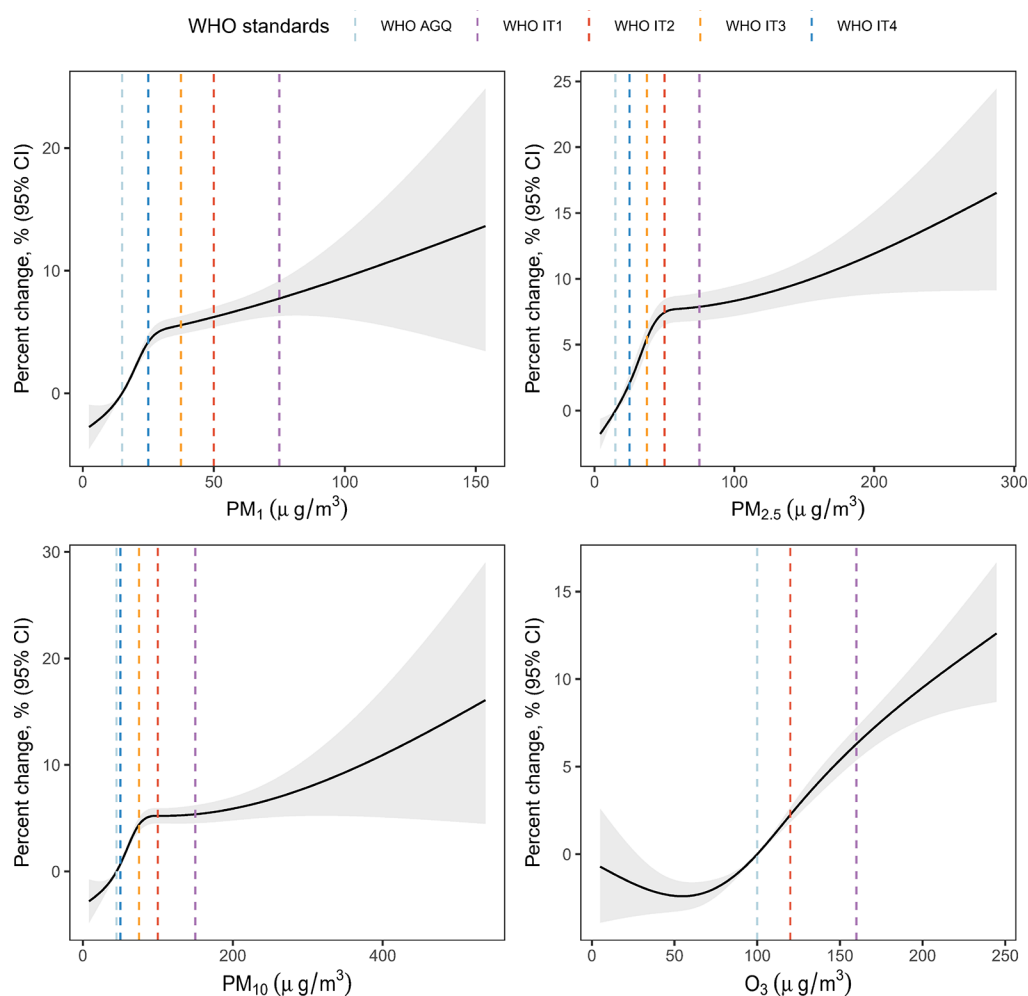 WHO standards WHO AGQ WHO IT1 WHO IT2 WHO IT3 WHO IT4
Percent change, % (95% CI)
20
10
0
0 50 100 150
PM₁ (μ g/m³)
Percent change, % (95% CI)
25
20
15
10
5
0
0 100 200 300
PM₂.₅ (μ g/m³)
Percent change, % (95% CI)
30
20
10
0
0 200 400
PM₁₀ (μ g/m³)
Percent change, % (95% CI)
15
10
5
0
0 50 100 150 200 250
O₃ (μ g/m³)